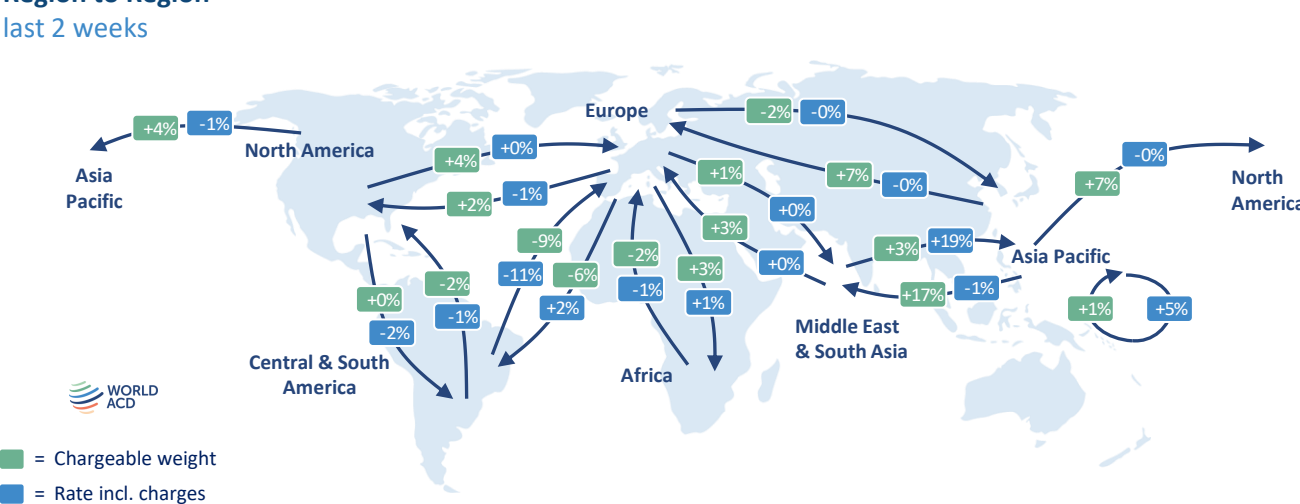 Region to Region
last 2 weeks
Europe
-2%
-0%
+4%
-1%
North America
+4%
+0%
+1%
+7%
-0%
-0%
+7%
Asia
Pacific
North
America
+2%
-1%
+0%
-9%
+3%
+3%
+19%
Asia Pacific
-11%
-6%
-2%
+3%
+0%
-2%
+0%
-1%
+17%
-1%
+2%
+1%
-1%
-2%
+1%
+5%
Middle East
& South Asia
Central & South
America
Africa
WORLD
ACD
= Chargeable weight
= Rate incl. charges